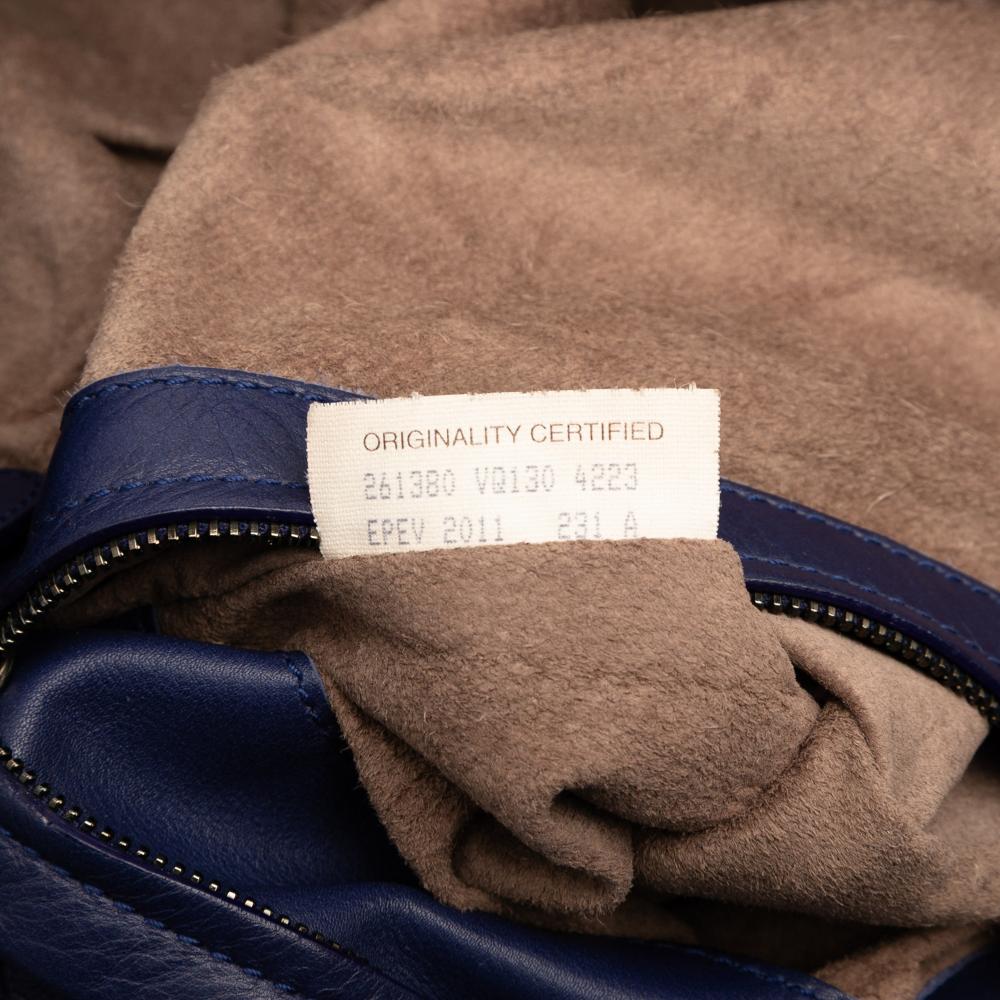 ORIGINALITY CERTIFIED
261380 VQ130 4223
EPEV 2011 231 A